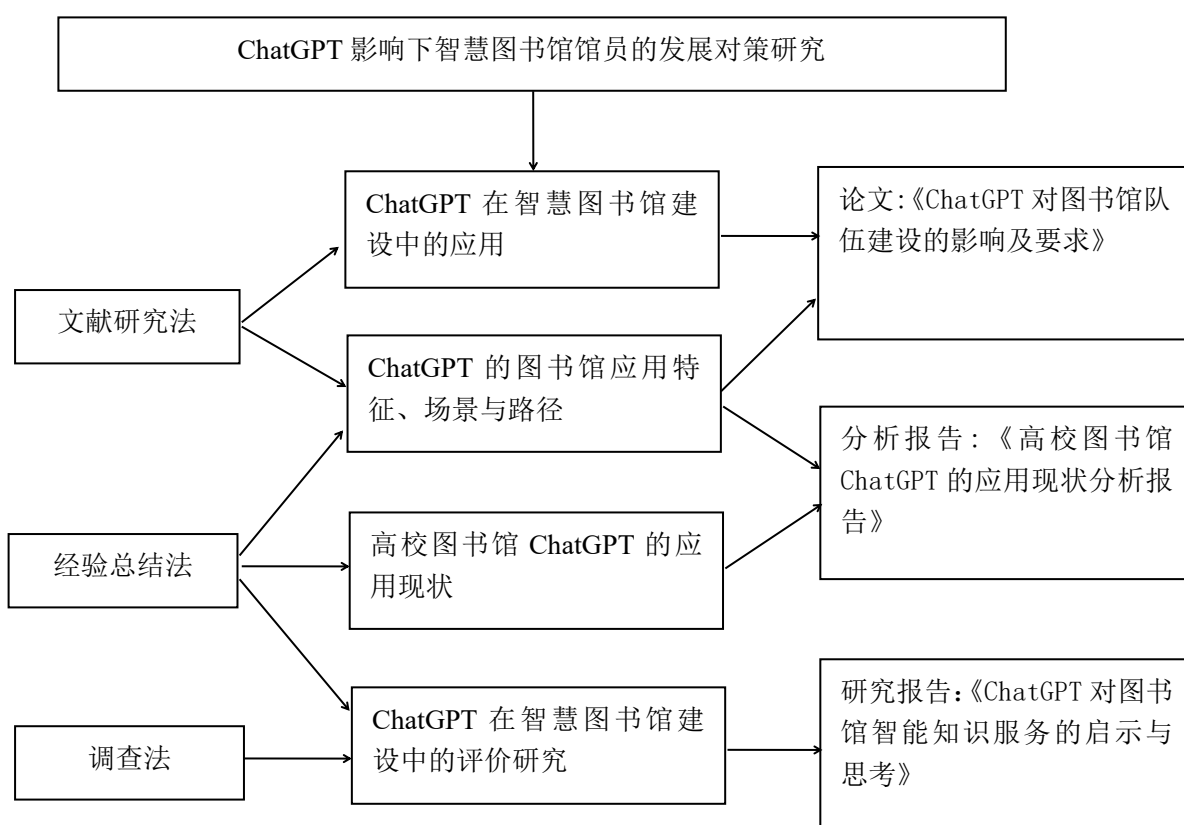 ChatGPT 影响下智慧图书馆馆员的发展对策研究
ChatGPT 在智慧图书馆建
设中的应用
论文:《ChatGPT 对图书馆队
伍建设的影响及要求》
文献研究法
ChatGPT 的图书馆应用特
征、场景与路径
分析报告:《高校图书馆
ChatGPT 的应用现状分析报
告》
经验总结法
高校图书馆 ChatGPT 的应
用现状
调查法
ChatGPT 在智慧图书馆建
设中的评价研究
研究报告:《ChatGPT 对图书
馆智能知识服务的启示与
思考》